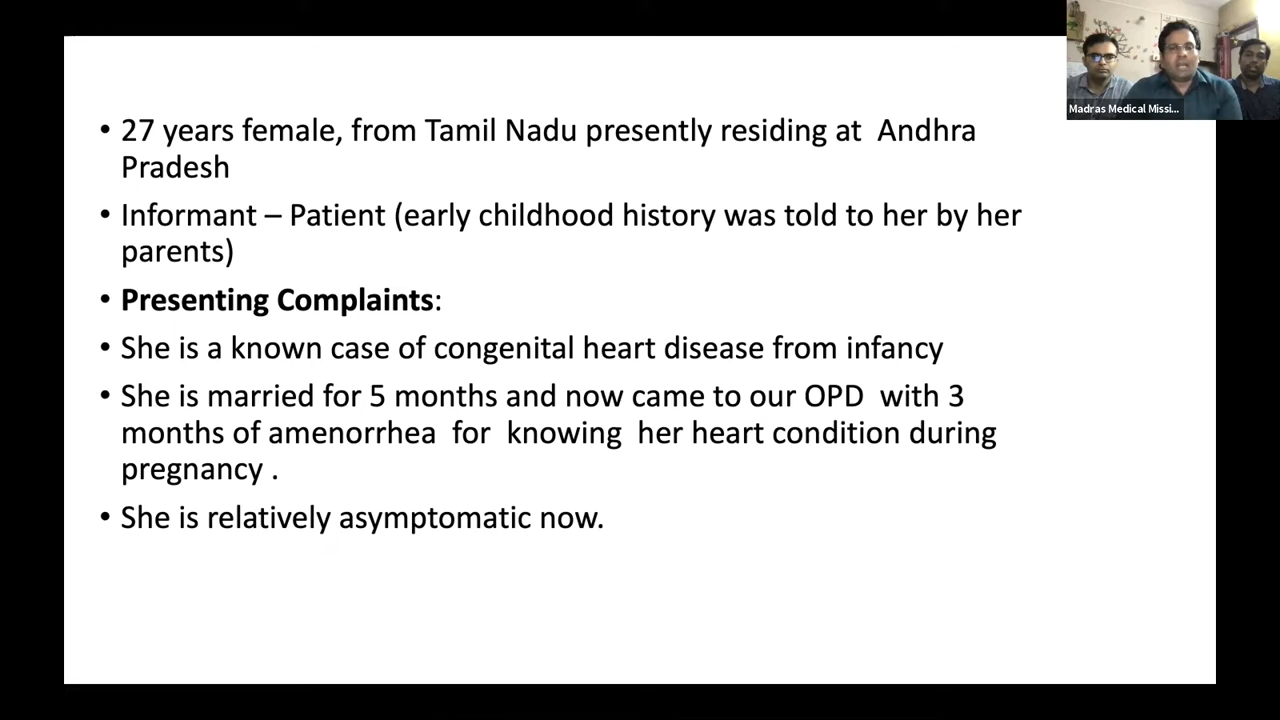 Madras Medical Missi...
• 27 years female, from Tamil Nadu presently residing at Andhra
Pradesh
• Informant – Patient (early childhood history was told to her by her
parents)
• Presenting Complaints:
• She is a known case of congenital heart disease from infancy
• She is married for 5 months and now came to our OPD with 3
months of amenorrhea for knowing her heart condition during
pregnancy .
• She is relatively asymptomatic now.